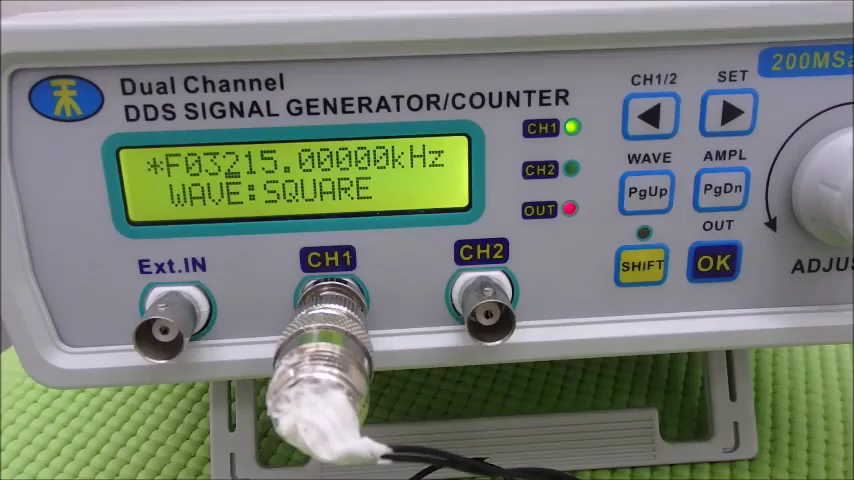 Dual Channel
DDS SIGNAL GENERATOR/COUNTER
200MSa
*F03215.00000kHz
WAVE:SQUARE
CH1
CH2
OUT
CH1/2
SET
WAVE
AMPL
PgUp
PgDn
OUT
SHIFT
OK
ADJUS
Ext.IN
CH1
CH2